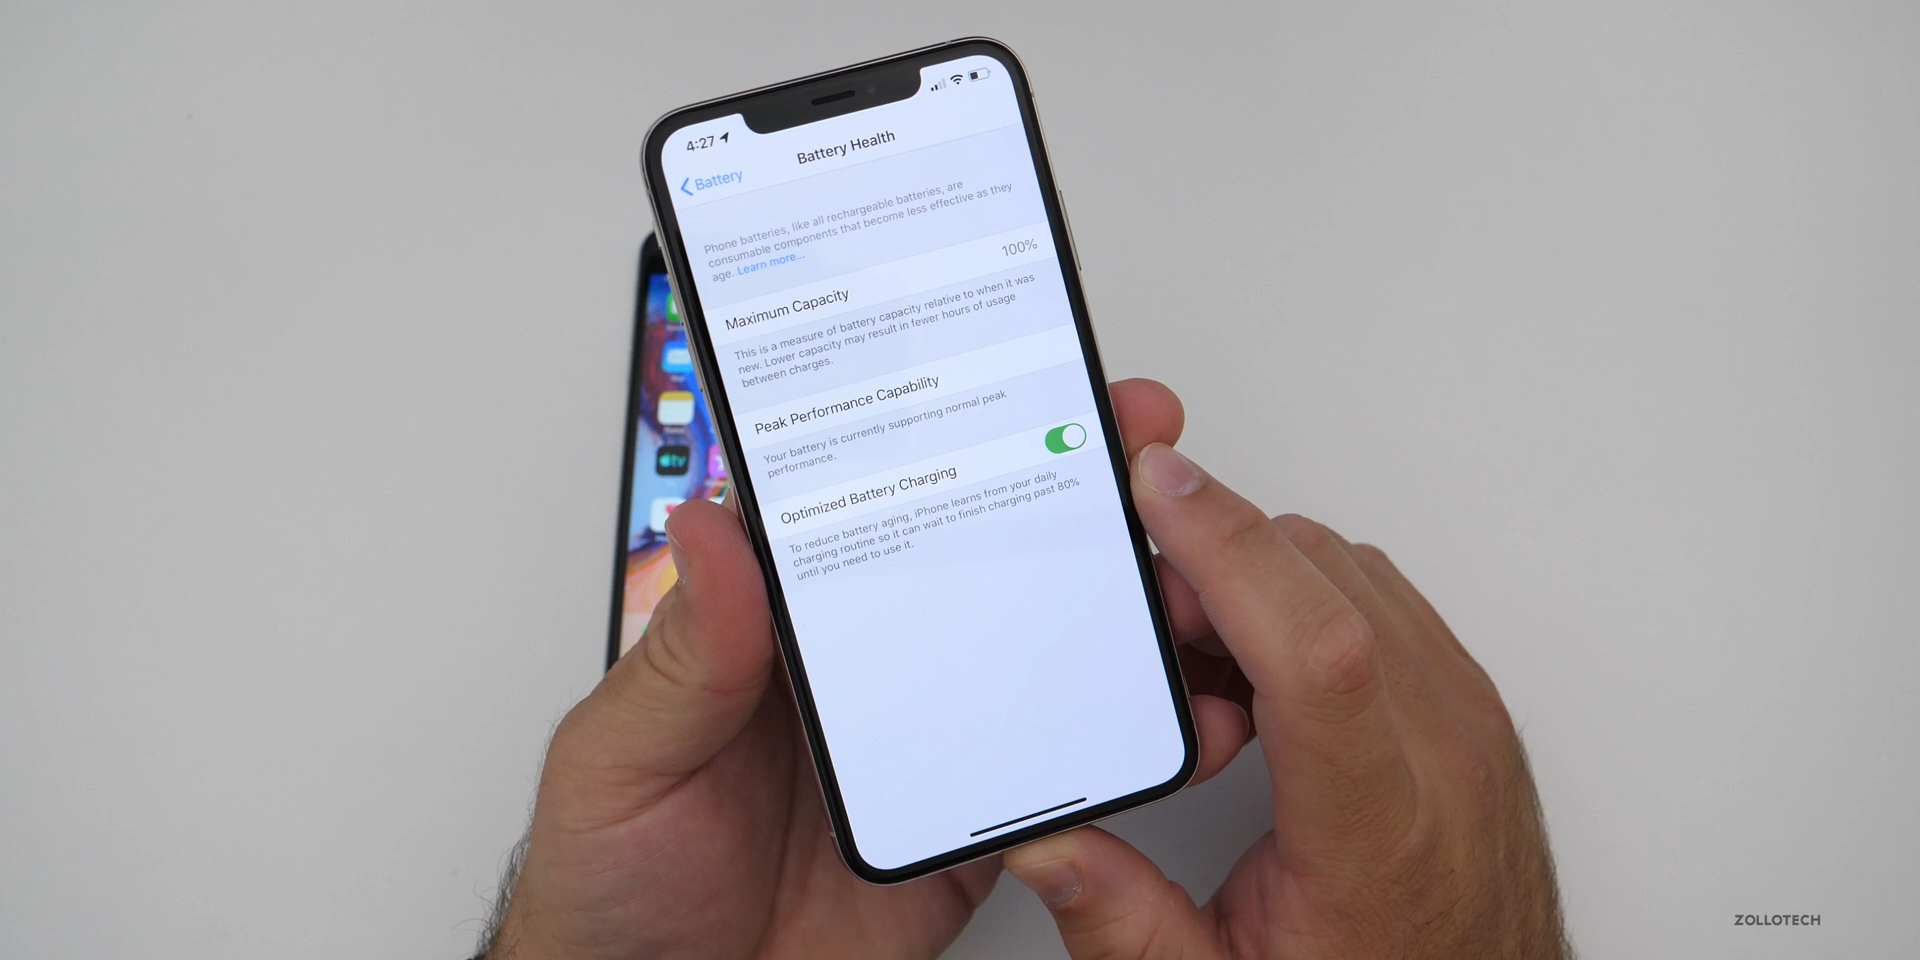 4:27
Battery Health
Battery
Phone batteries, like all rechargeable batteries, are
consumable components that become less effective as they
age. Learn more...
Maximum Capacity 100%
This is a measure of battery capacity relative to when it was
new. Lower capacity may result in fewer hours of usage
between charges.
Peak Performance Capability
Your battery is currently supporting normal peak
performance.
Optimized Battery Charging
To reduce battery aging, iPhone learns from your daily
charging routine so it can wait to finish charging past 80%
until you need to use it.
tv
ZOLLOTECH